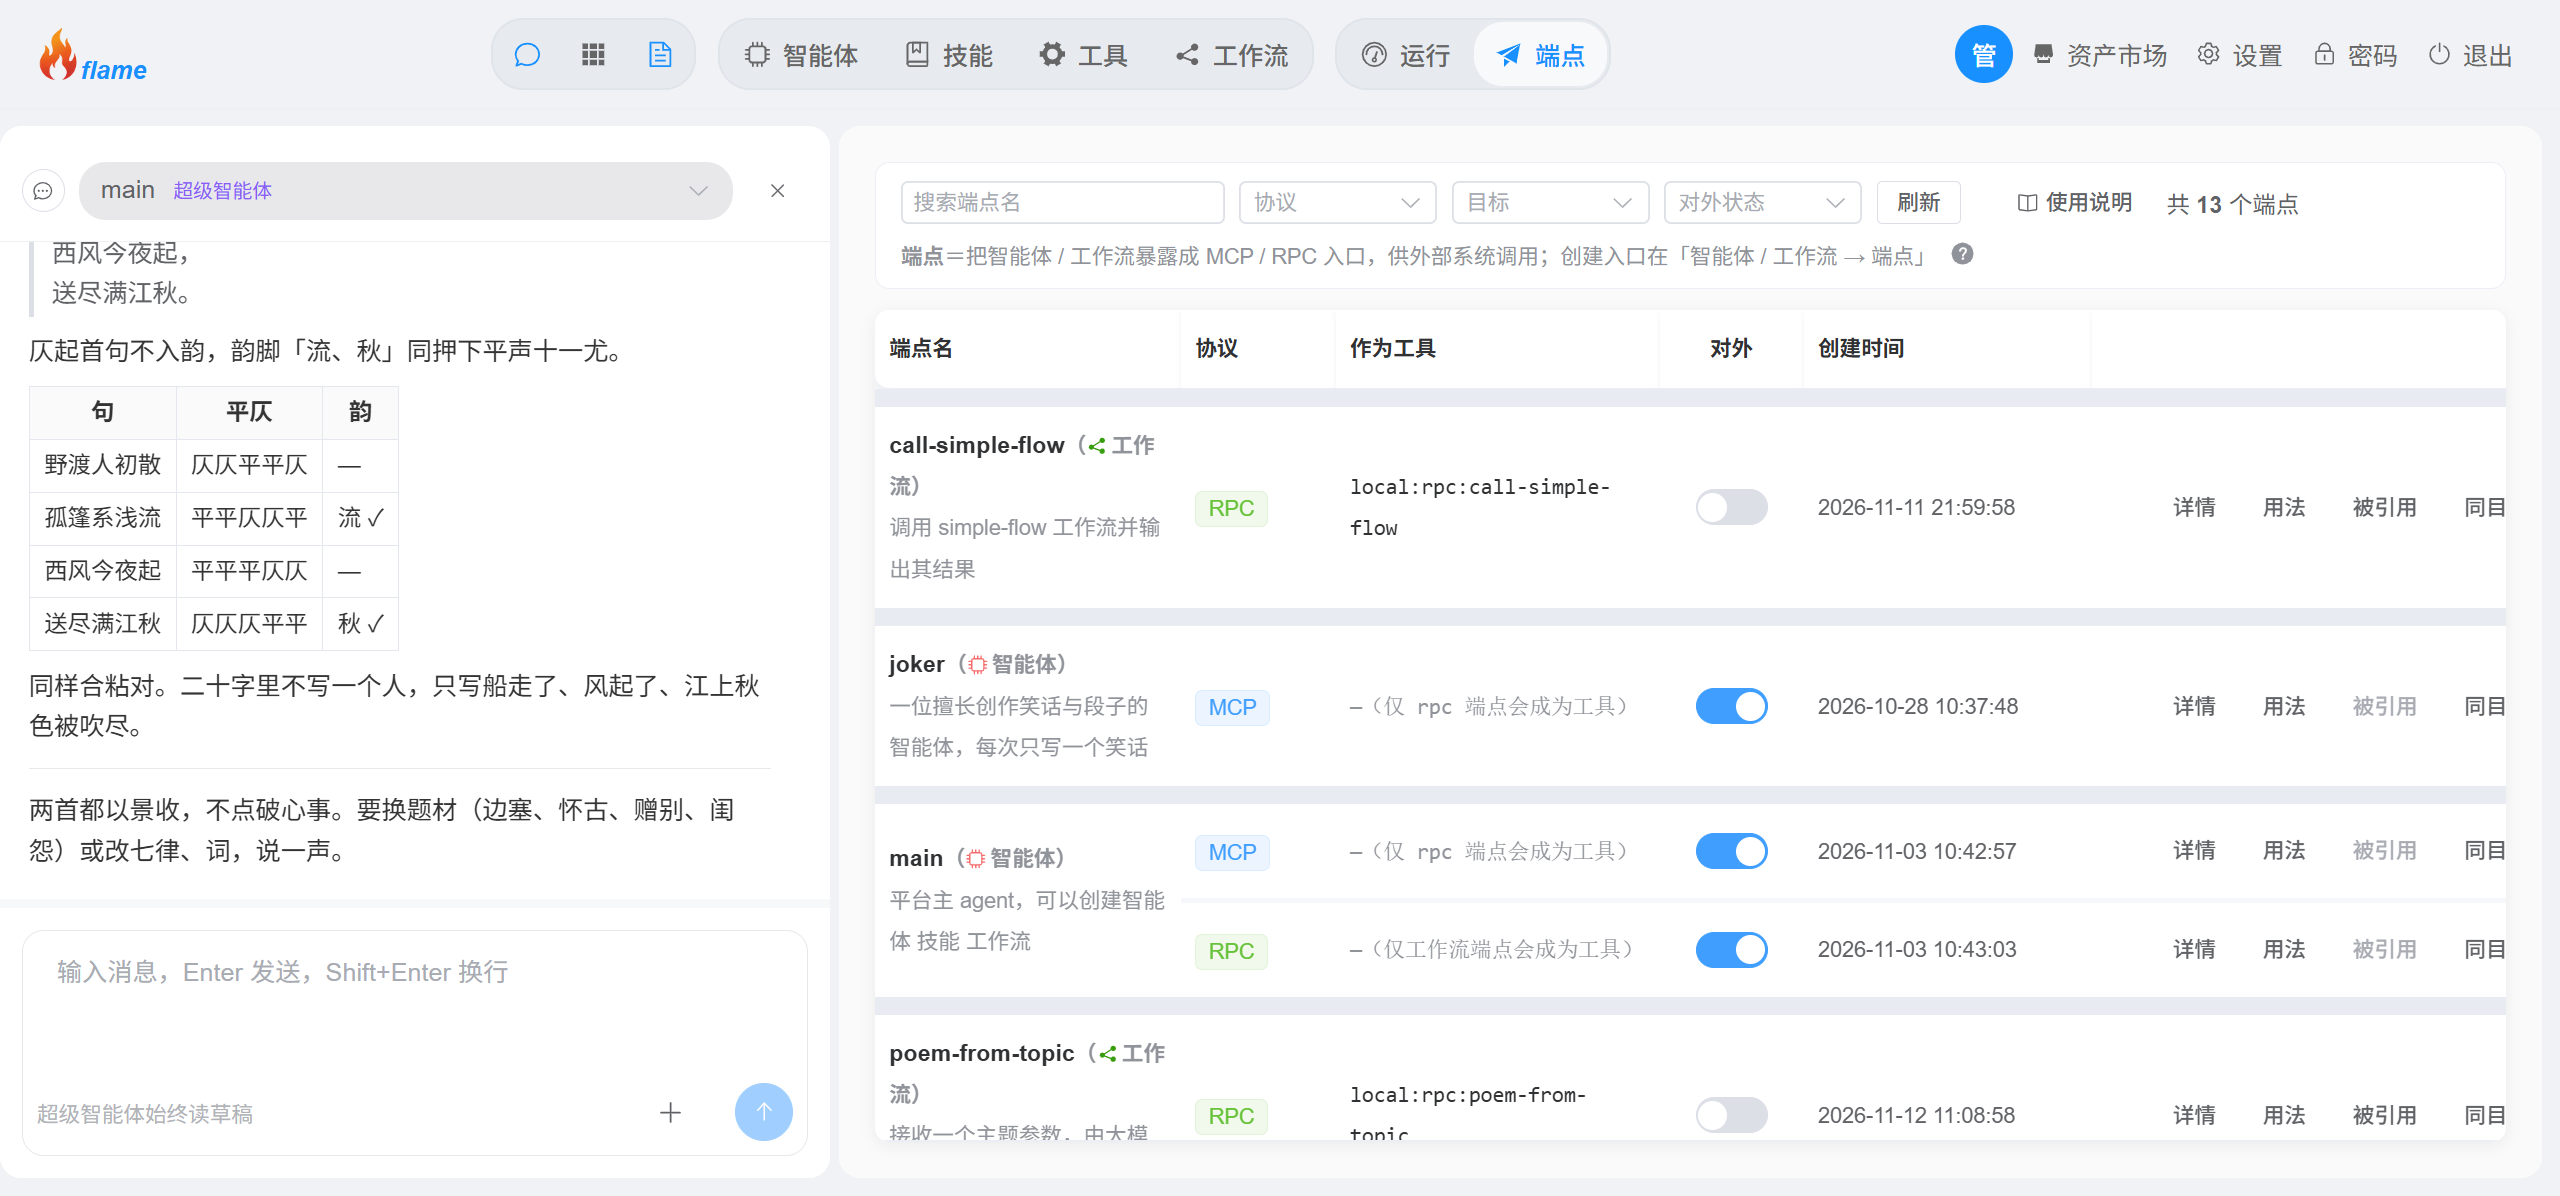 flame
智能体
技能
工具
工作流
运行
端点
管
资产市场
设置
密码
退出
main 超级智能体
西风今夜起，
送尽满江秋。
仄起首句不入韵，韵脚「流、秋」同押下平声十一尤。
句 平仄 韵
野渡人初散 仄仄平平仄 —
孤篷系浅流 平平仄仄平 流 ✓
西风今夜起 平平平仄仄 —
送尽满江秋 仄仄仄平平 秋 ✓
同样合粘对。二十字里不写一个人，只写船走了、风起了、江上秋
色被吹尽。
两首都以景收，不点破心事。要换题材（边塞、怀古、赠别、闺
怨）或改七律、词，说一声。
输入消息，Enter 发送，Shift+Enter 换行
超级智能体始终读草稿
搜索端点名
协议
目标
对外状态
刷新
使用说明
共 13 个端点
端点＝把智能体 / 工作流暴露成 MCP / RPC 入口，供外部系统调用；创建入口在「智能体 / 工作流 → 端点」
端点名 协议 作为工具 对外 创建时间
call-simple-flow（工作
流）
调用 simple-flow 工作流并输
出其结果
RPC
local:rpc:call-simple-
flow
2026-11-11 21:59:58
详情 用法 被引用 同目
joker（智能体）
一位擅长创作笑话与段子的
智能体，每次只写一个笑话
MCP
—（仅 rpc 端点会成为工具）
2026-10-28 10:37:48
详情 用法 被引用 同目
main（智能体）
平台主 agent，可以创建智能
体 技能 工作流
MCP
—（仅 rpc 端点会成为工具）
2026-11-03 10:42:57
详情 用法 被引用 同目
RPC
—（仅工作流端点会成为工具）
2026-11-03 10:43:03
详情 用法 被引用 同目
poem-from-topic（工作
流）
接收一个主题参数，由大模
RPC
local:rpc:poem-from-
topic
2026-11-12 11:08:58
详情 用法 被引用 同目